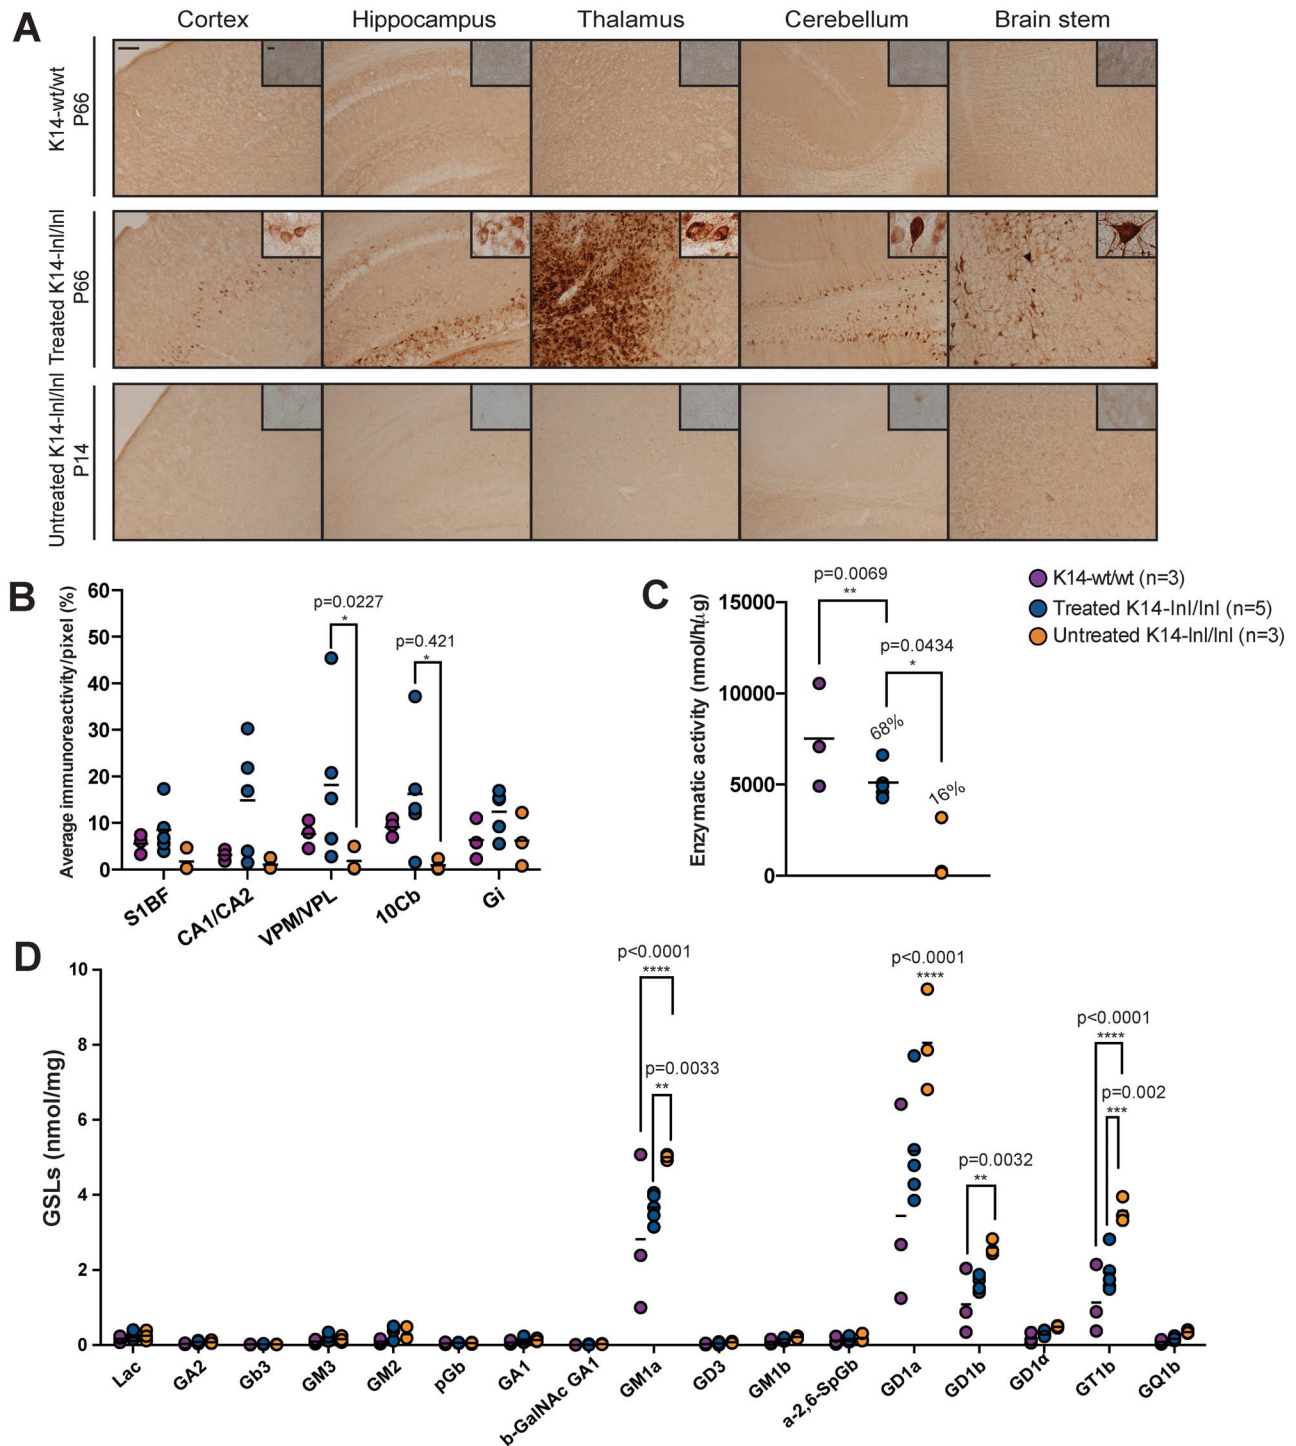 A
Cortex
Hippocampus
Thalamus
Cerebellum
Brain stem
K14-wt/wt
P66
Treated K14-lnl/lnl
P66
Untreated K14-lnl/lnl
P14
B
Average immunoreactivity/pixel (%)
60
50
40
30
20
10
0
p=0.0227
*
p=0.421
*
S1BF
CA1/CA2
VPM/VPL
10Cb
Gi
C
Enzymatic activity (nmol/h/µg)
15000
10000
5000
0
p=0.0069
**
p=0.0434
*
68%
16%
K14-wt/wt (n=3)
Treated K14-lnl/lnl (n=5)
Untreated K14-lnl/lnl (n=3)
D
GSLs (nmol/mg)
10
8
6
4
2
0
p<0.0001
****
p=0.0033
**
p<0.0001
****
p=0.0032
**
p<0.0001
****
p=0.002
***
Lac
GA2
Gb3
GM3
GM2
pGb
GA1
b-GalNAc GA1
GM1a
GD3
GM1b
a-2,6-SpGb
GD1a
GD1b
GD1α
GT1b
GQ1b